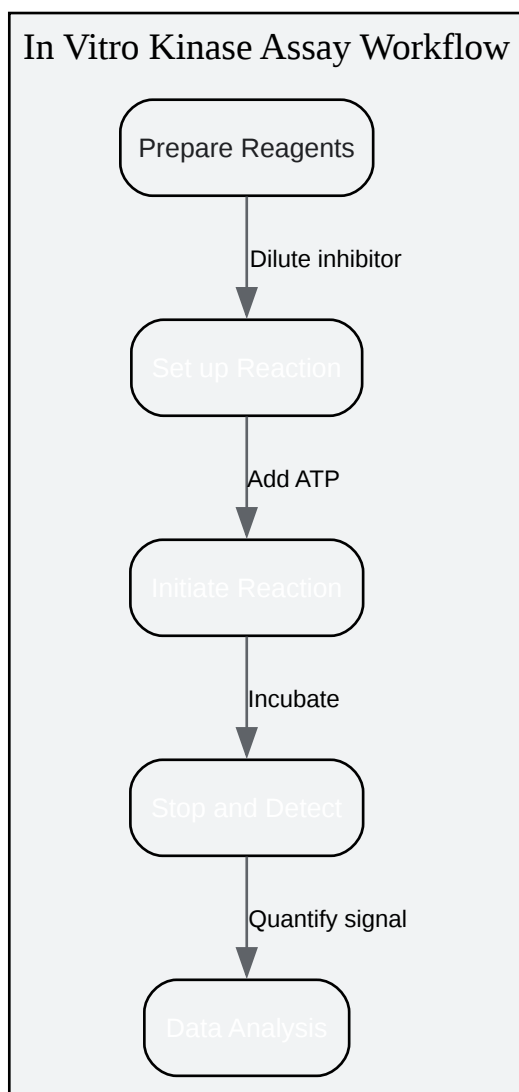 In Vitro Kinase Assay Workflow
Prepare Reagents
Dilute inhibitor
Set up Reaction
Add ATP
Initiate Reaction
Incubate
Stop and Detect
Quantify signal
Data Analysis